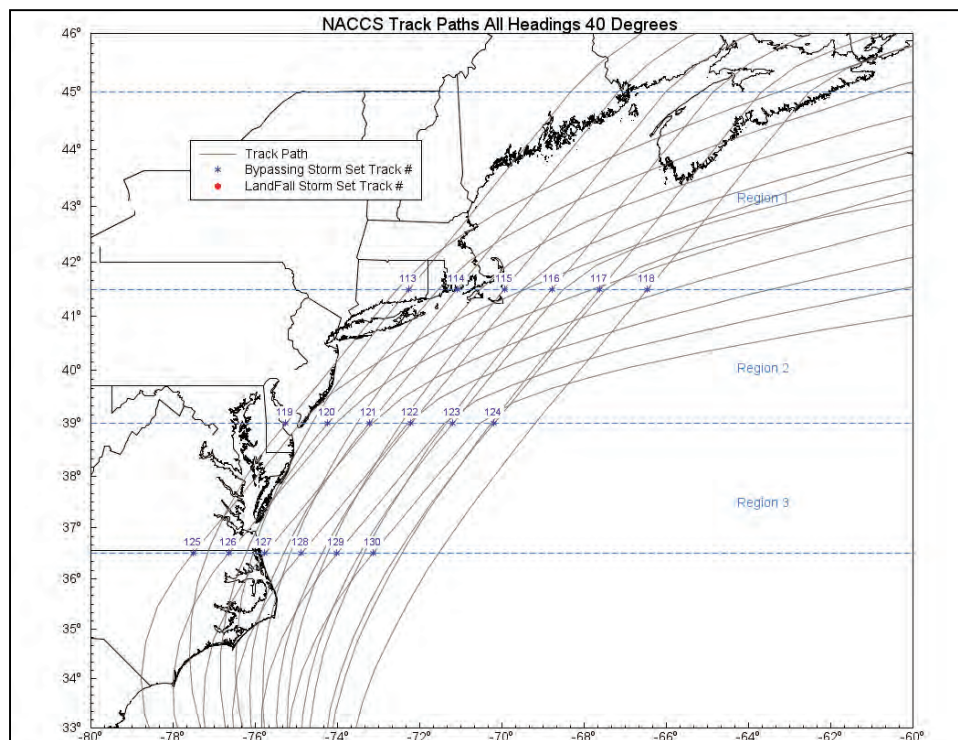 NACCS Track Paths All Headings 40 Degrees
46°
45°
44°
43°
42°
41°
40°
39°
38°
37°
36°
35°
34°
33°
Track Path
Bypassing Storm Set Track #
LandFall Storm Set Track #
Region 1
113 114 115 116 117 118
Region 2
119 120 121 122 123 124
Region 3
125 126 127 128 129 130
-80° -78° -76° -74° -72° -70° -68° -66° -64° -62° -60°